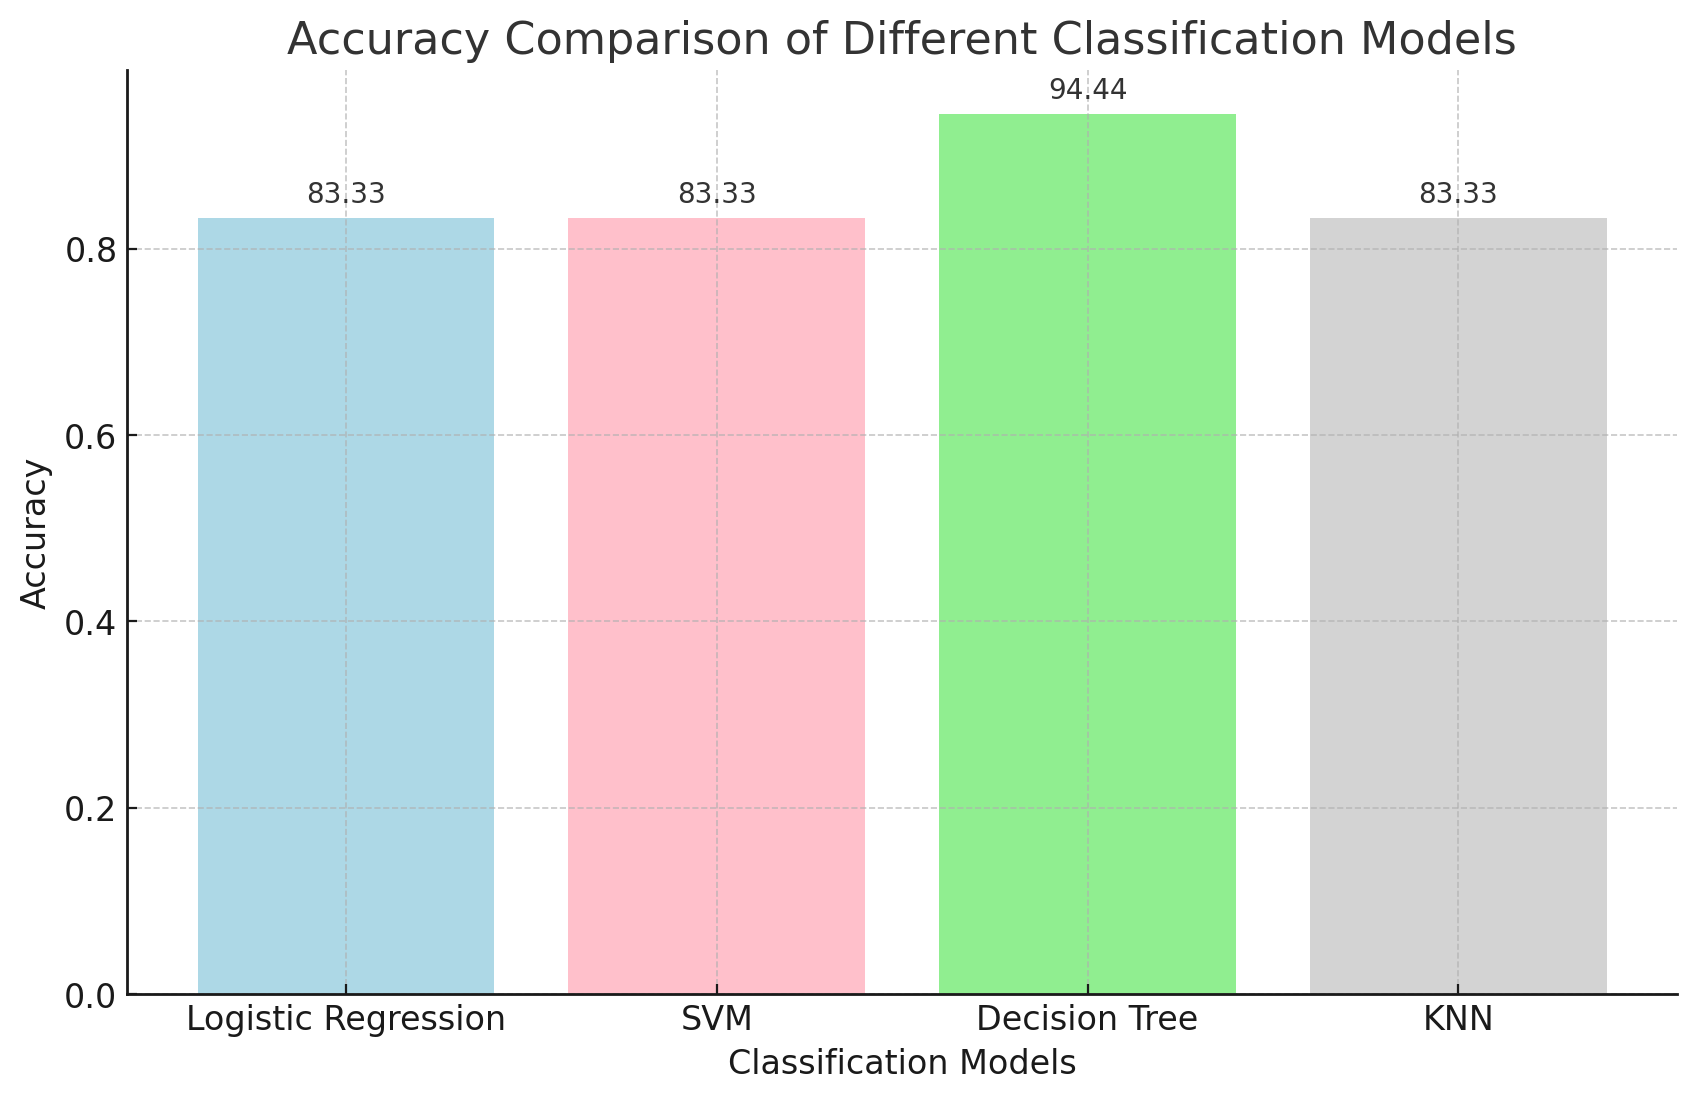 Accuracy Comparison of Different Classification Models
94.44
83.33
83.33
83.33
0.8
0.6
0.4
0.2
0.0
Accuracy
Logistic Regression
SVM
Decision Tree
KNN
Classification Models